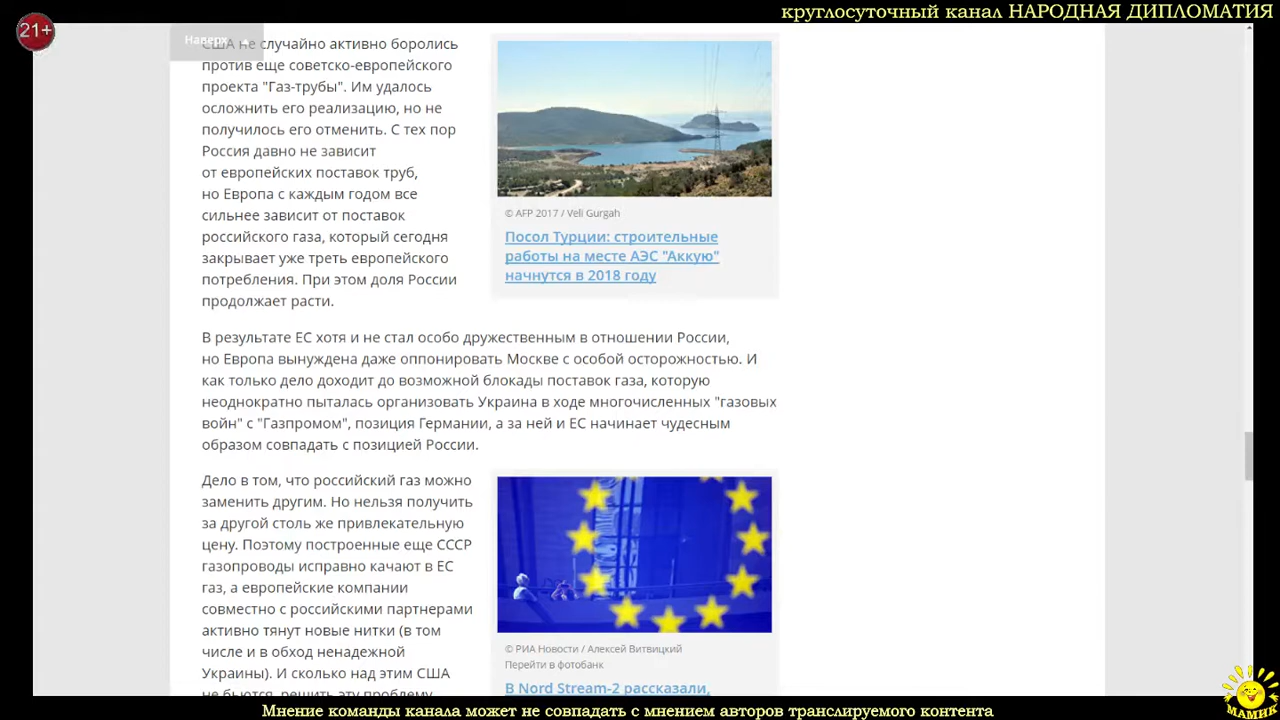 21+
круглосуточный канал НАРОДНАЯ ДИПЛОМАТИЯ
Наверх
США не случайно активно боролись
против еще советско-европейского
проекта "Газ-трубы". Им удалось
осложнить его реализацию, но не
получилось его отменить. С тех пор
Россия давно не зависит
от европейских поставок труб,
но Европа с каждым годом все
сильнее зависит от поставок
российского газа, который сегодня
закрывает уже треть европейского
потребления. При этом доля России
продолжает расти.
© AFP 2017 / Veli Gurgah
Посол Турции: строительные
работы на месте АЭС "Аккую"
начнутся в 2018 году
В результате ЕС хотя и не стал особо дружественным в отношении России,
но Европа вынуждена даже оппонировать Москве с особой осторожностью. И
как только дело доходит до возможной блокады поставок газа, которую
неоднократно пыталась организовать Украина в ходе многочисленных "газовых
войн" с "Газпромом", позиция Германии, а за ней и ЕС начинает чудесным
образом совпадать с позицией России.
Дело в том, что российский газ можно
заменить другим. Но нельзя получить
за другой столь же привлекательную
цену. Поэтому построенные еще СССР
газопроводы исправно качают в ЕС
газ, а европейские компании
совместно с российскими партнерами
активно тянут новые нитки (в том
числе и в обход ненадежной
Украины). И сколько над этим США
не бьются, решить эту проблему
© РИА Новости / Алексей Витвицкий
Перейти в фотобанк
В Nord Stream-2 рассказали,
МАМИК
Мнение команды канала может не совпадать с мнением авторов транслируемого контента